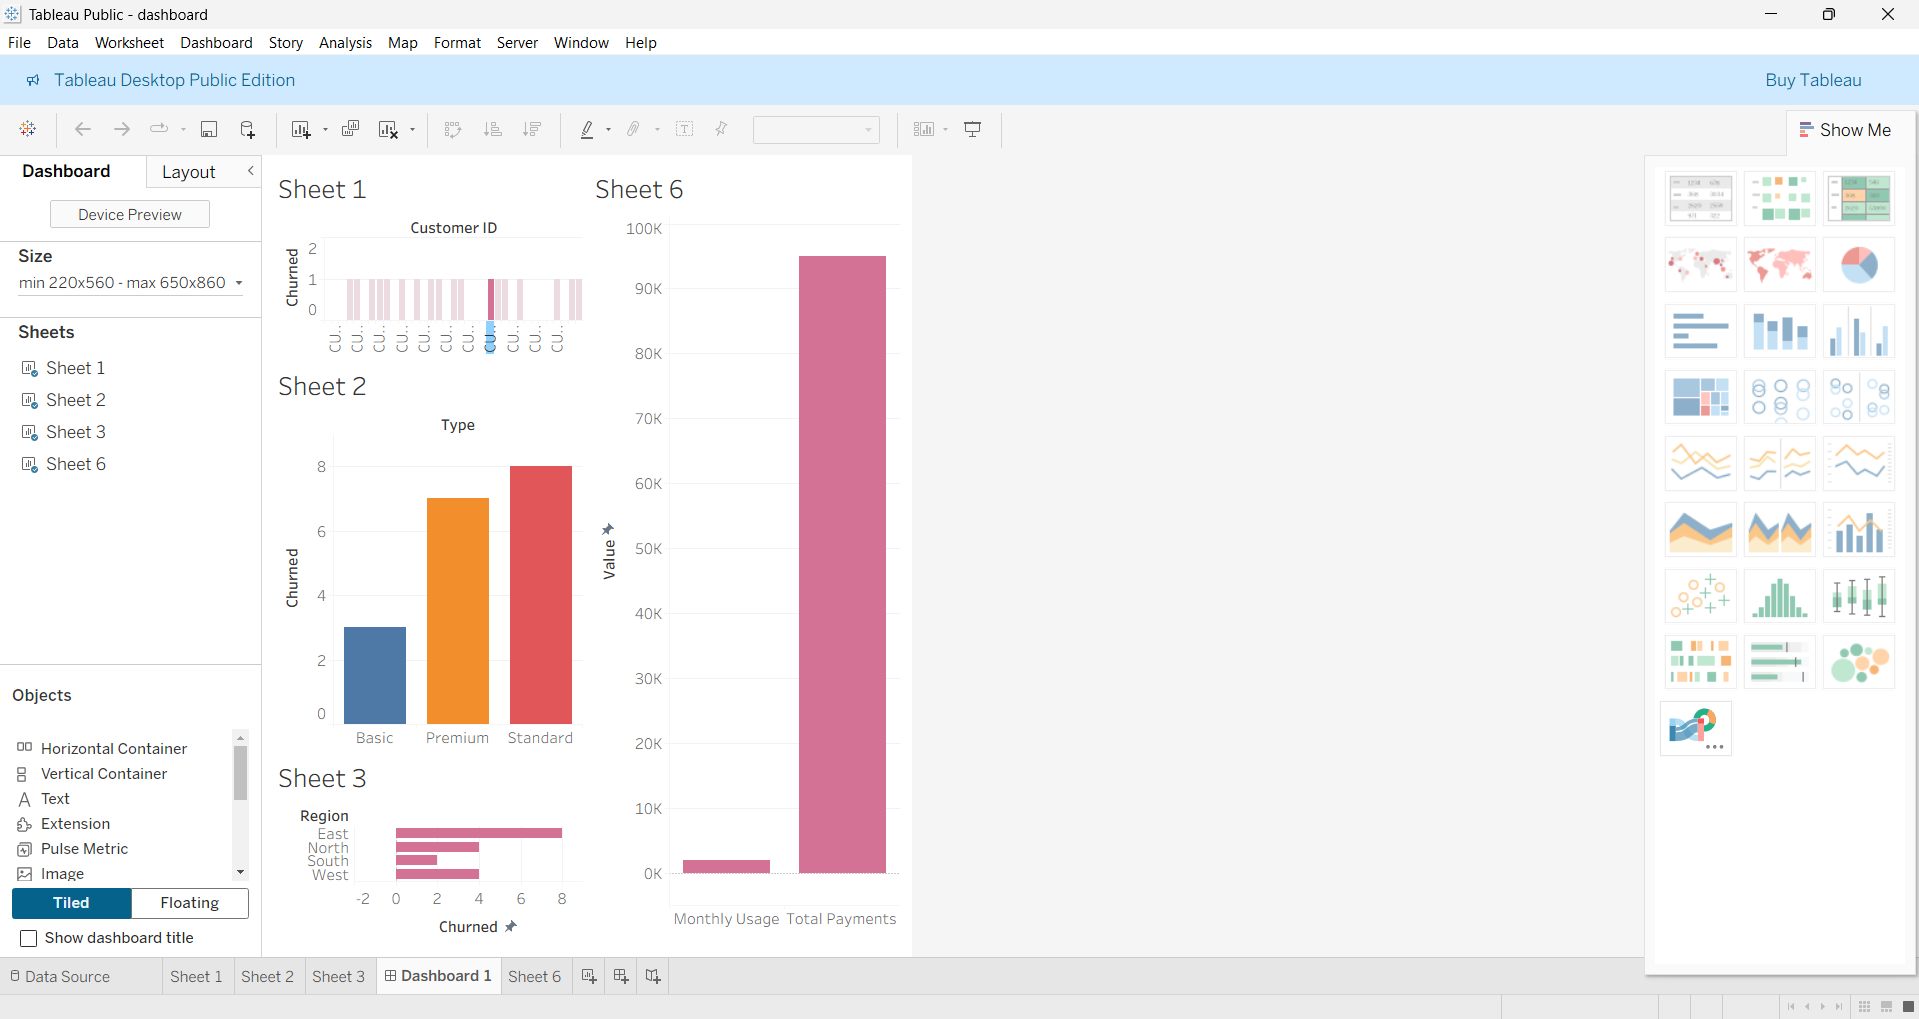 Tableau Public - dashboard
File Data Worksheet Dashboard Story Analysis Map Format Server Window Help
Tableau Desktop Public Edition
Buy Tableau
Show Me
Dashboard
Layout
Device Preview
Size
min 220x560 - max 650x860
Sheets
Sheet 1
Sheet 2
Sheet 3
Sheet 6
Objects
Horizontal Container
Vertical Container
Text
Extension
Pulse Metric
Image
Tiled
Floating
Show dashboard title
Sheet 1
Customer ID
Churned
2
1
0
CU.. CU.. CU.. CU.. CU.. CU.. CU.. CU.. CU.. CU.. CU..
Sheet 2
Type
Churned
8
6
4
2
0
Basic Premium Standard
Sheet 3
Region
East
North
South
West
-2 0 2 4 6 8
Churned
Sheet 6
Value
100K
90K
80K
70K
60K
50K
40K
30K
20K
10K
0K
Monthly Usage Total Payments
Data Source Sheet 1 Sheet 2 Sheet 3 Dashboard 1 Sheet 6